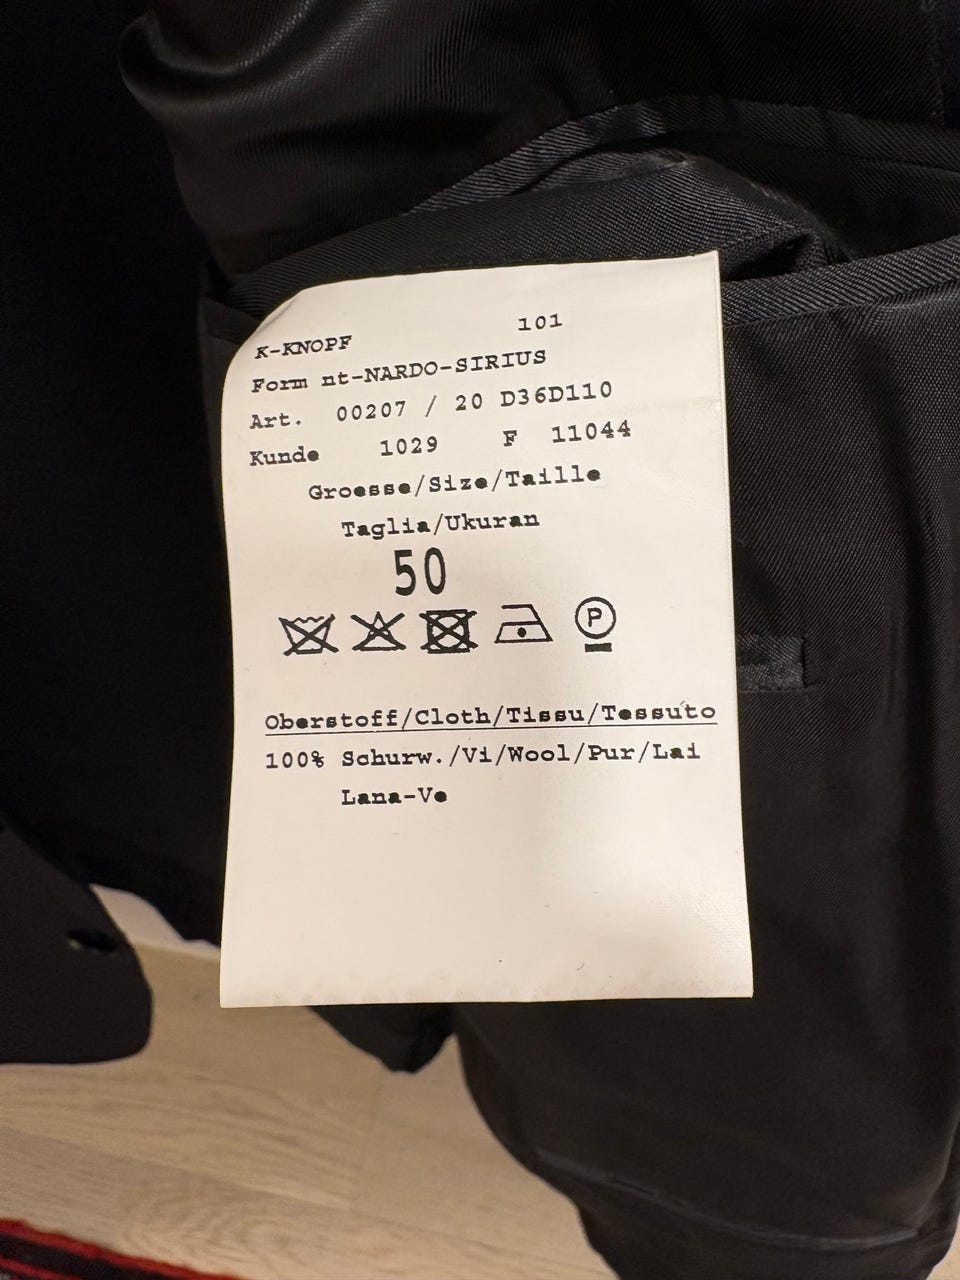 K-KNOPF 101
Form nt-NARDO-SIRIUS
Art. 00207 / 20 D36D110
Kunde 1029 F 11044
Groesse/Size/Taille
Taglia/Ukuran
50
P
Oberstoff/Cloth/Tissu/Tessuto
100% Schurw./Vi/Wool/Pur/Lai
Lana-Ve